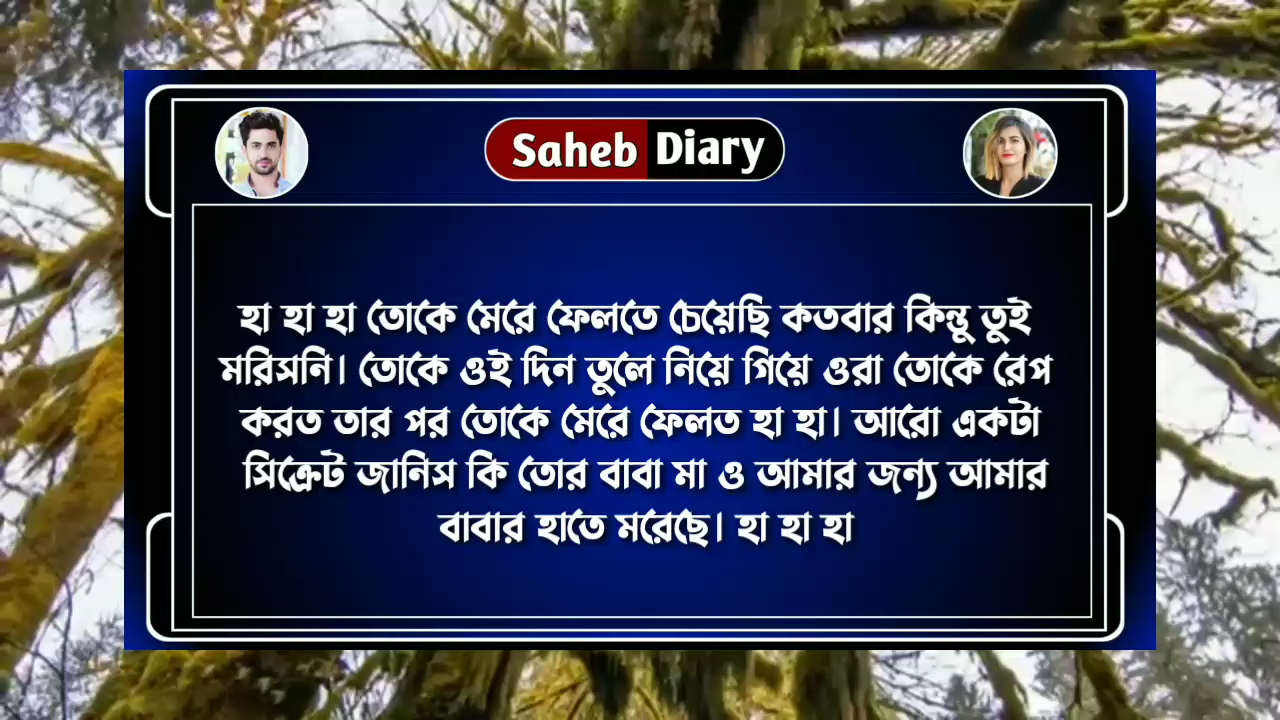 Saheb Diary
হা হা হা তোকে মেরে ফেলতে চেয়েছি কতবার কিন্তু তুই
মরিসনি। তোকে ওই দিন তুলে নিয়ে গিয়ে ওরা তোকে রেপ
করত তার পর তোকে মেরে ফেলত হা হা। আরো একটা
সিক্রেট জানিস কি তোর বাবা মা ও আমার জন্য আমার
বাবার হাতে মরেছে। হা হা হা